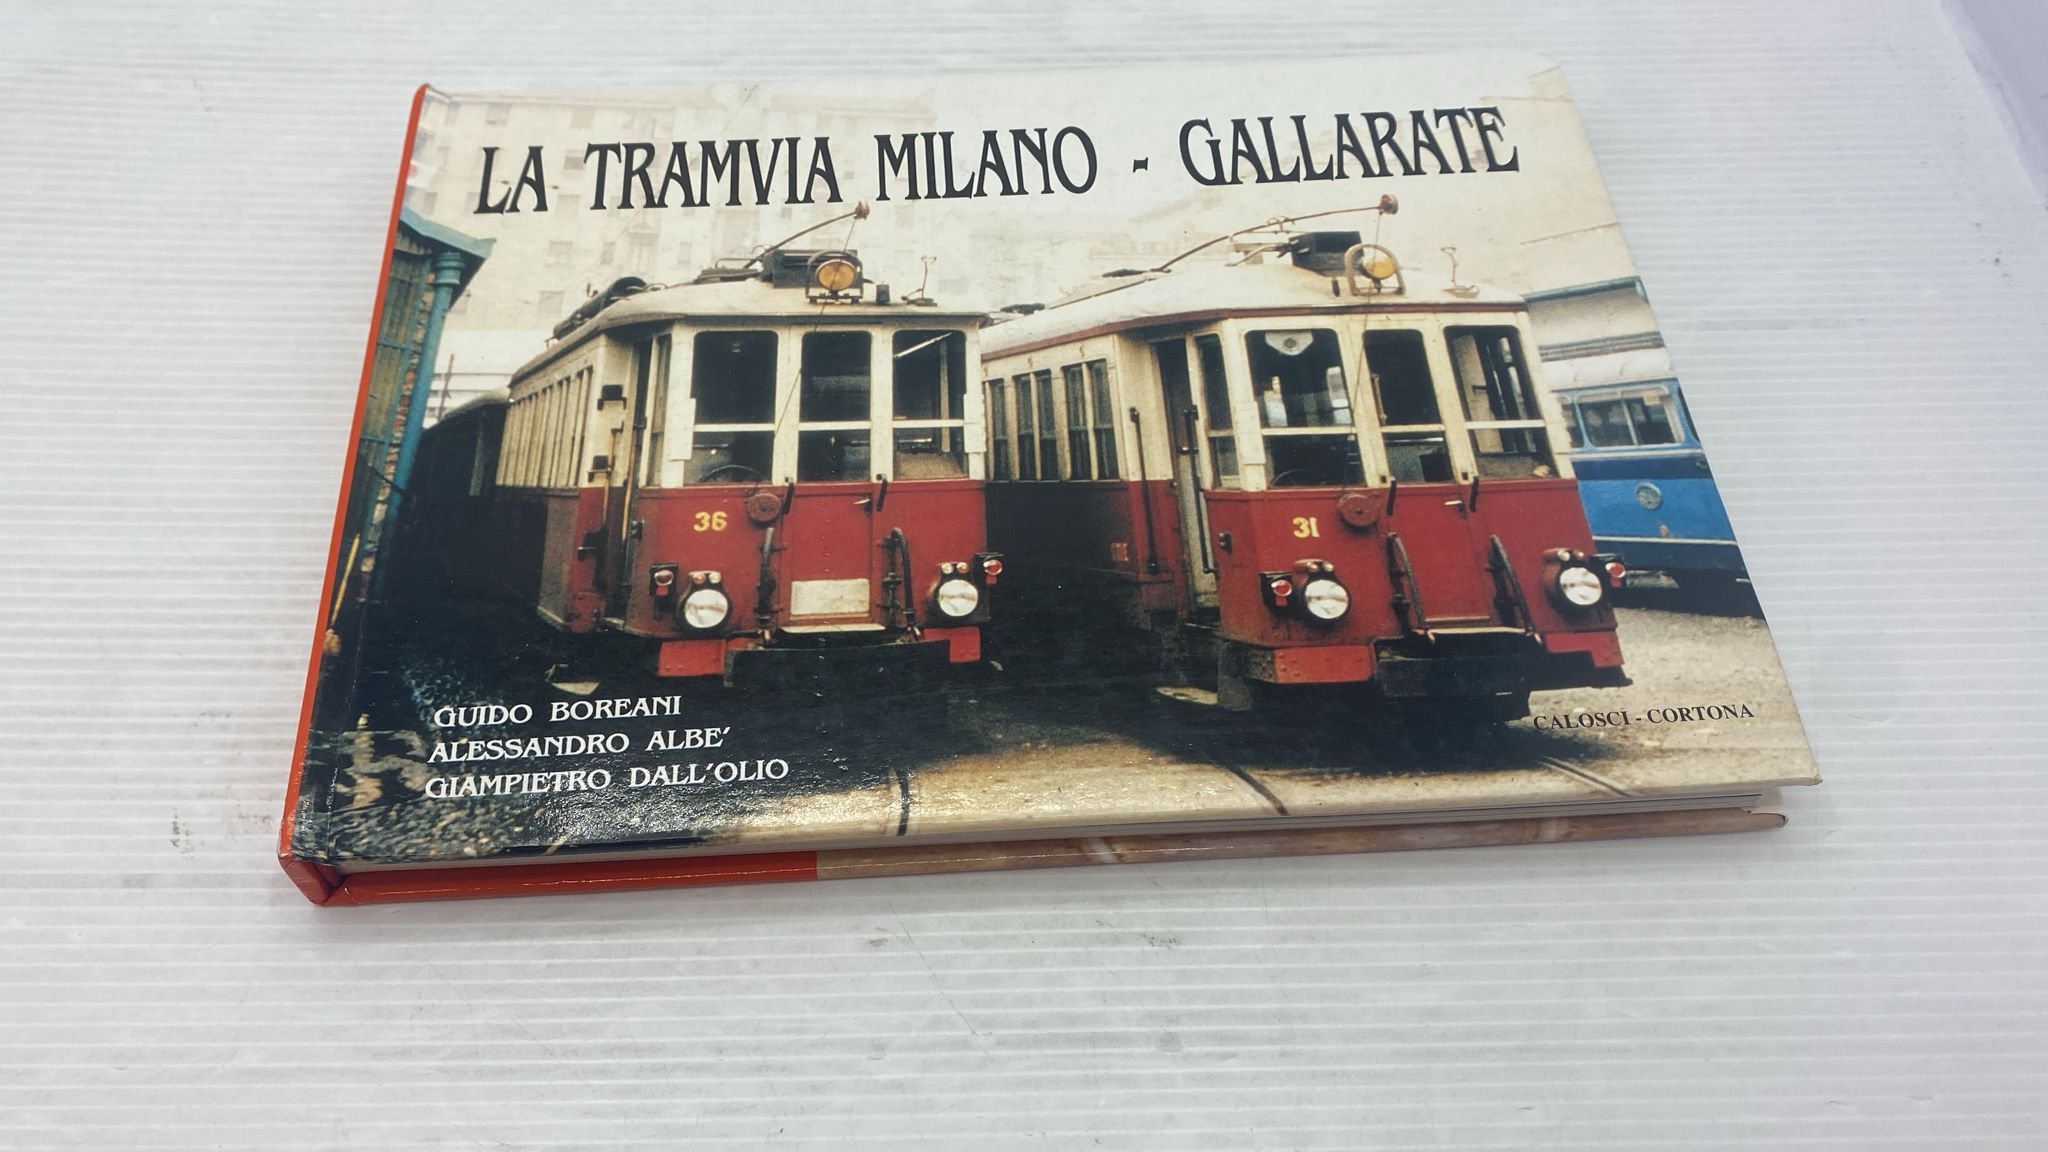 LA TRAMVIA MILANO - GALLARATE
36
31
GUIDO BOREANI
ALESSANDRO ALBE'
GIAMPIETRO DALL'OLIO
CALOSCI - CORTONA